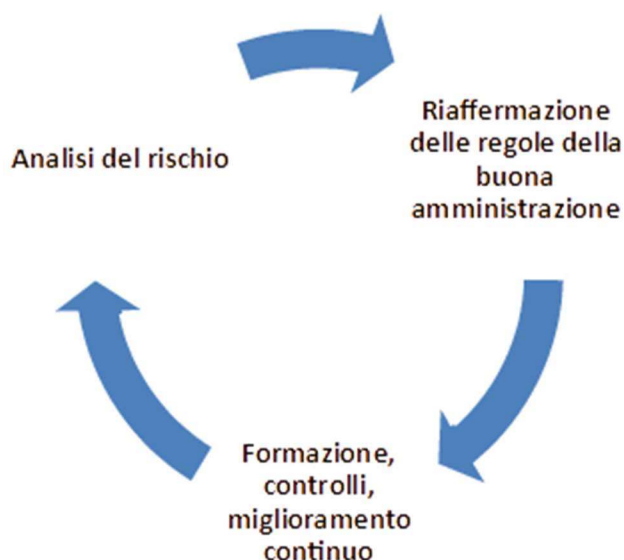 Analisi del rischio
Riaffermazione
delle regole della
buona
amministrazione
Formazione,
controlli,
miglioramento
continuo